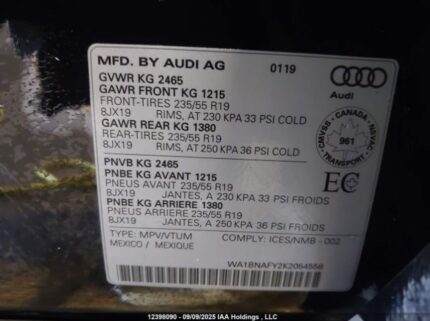 MFD. BY AUDI AG 0119
Audi
GVWR KG 2465
GAWR FRONT KG 1215
FRONT-TIRES 235/55 R19
8JX19 RIMS, AT 230 KPA 33 PSI COLD
GAWR REAR KG 1380
REAR-TIRES 235/55 R19
8JX19 RIMS, AT 250 KPA 36 PSI COLD
CMVSS - CANADA - NSVAC
961
TRANSPORT
PNVB KG 2465
PNBE KG AVANT 1215
PNEUS AVANT 235/55 R19
8JX19 JANTES, A 230 KPA 33 PSI FROIDS
PNBE KG ARRIERE 1380
PNEUS ARRIERE 235/55 R19
8JX19 JANTES, A 250 KPA 36 PSI FROIDS
EC
TYPE: MPV/VTUM COMPLY: ICES/NMB - 002
MEXICO / MEXIQUE
WA1BNAFY2K2054558
12398090 - 09/09/2025 IAA Holdings, LLC